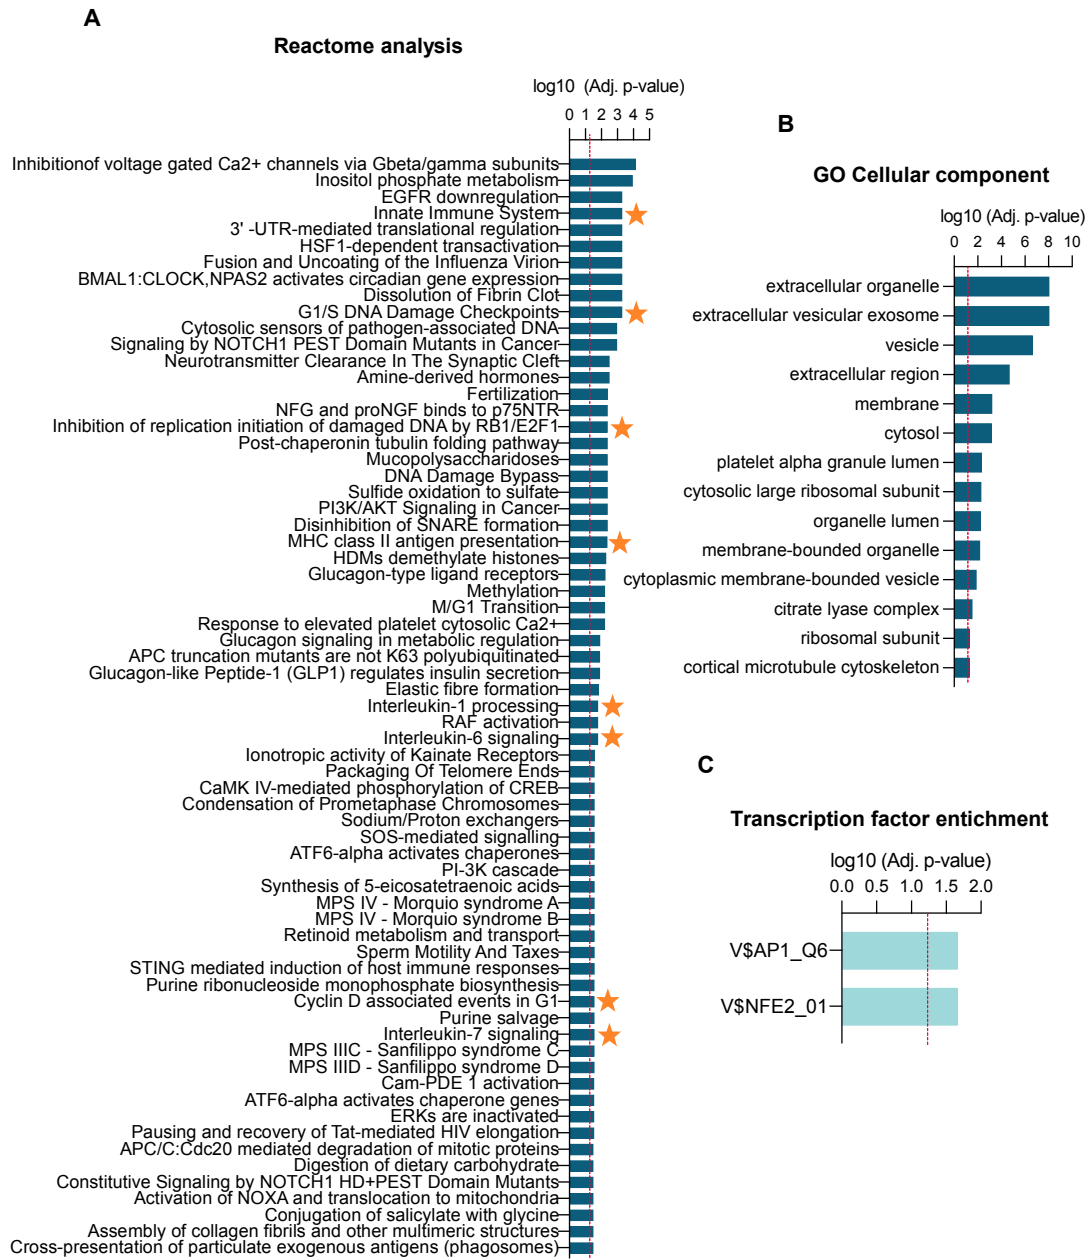 A
Reactome analysis
log10 (Adj. p-value)
0 1 2 3 4 5
Inhibitionof voltage gated Ca2+ channels via Gbeta/gamma subunits
Inositol phosphate metabolism
EGFR downregulation
Innate Immune System
3' -UTR-mediated translational regulation
HSF1-dependent transactivation
Fusion and Uncoating of the Influenza Virion
BMAL1:CLOCK,NPAS2 activates circadian gene expression
Dissolution of Fibrin Clot
G1/S DNA Damage Checkpoints
Cytosolic sensors of pathogen-associated DNA
Signaling by NOTCH1 PEST Domain Mutants in Cancer
Neurotransmitter Clearance In The Synaptic Cleft
Amine-derived hormones
Fertilization
NFG and proNGF binds to p75NTR
Inhibition of replication initiation of damaged DNA by RB1/E2F1
Post-chaperonin tubulin folding pathway
Mucopolysaccharidoses
DNA Damage Bypass
Sulfide oxidation to sulfate
PI3K/AKT Signaling in Cancer
Disinhibition of SNARE formation
MHC class II antigen presentation
HDMs demethylate histones
Glucagon-type ligand receptors
Methylation
M/G1 Transition
Response to elevated platelet cytosolic Ca2+
Glucagon signaling in metabolic regulation
APC truncation mutants are not K63 polyubiquitinated
Glucagon-like Peptide-1 (GLP1) regulates insulin secretion
Elastic fibre formation
Interleukin-1 processing
RAF activation
Interleukin-6 signaling
Ionotropic activity of Kainate Receptors
Packaging Of Telomere Ends
CaMK IV-mediated phosphorylation of CREB
Condensation of Prometaphase Chromosomes
Sodium/Proton exchangers
SOS-mediated signalling
ATF6-alpha activates chaperones
PI-3K cascade
Synthesis of 5-eicosatetraenoic acids
MPS IV - Morquio syndrome A
MPS IV - Morquio syndrome B
Retinoid metabolism and transport
Sperm Motility And Taxes
STING mediated induction of host immune responses
Purine ribonucleoside monophosphate biosynthesis
Cyclin D associated events in G1
Purine salvage
Interleukin-7 signaling
MPS IIIC - Sanfilippo syndrome C
MPS IIID - Sanfilippo syndrome D
Cam-PDE 1 activation
ATF6-alpha activates chaperone genes
ERKs are inactivated
Pausing and recovery of Tat-mediated HIV elongation
APC/C:Cdc20 mediated degradation of mitotic proteins
Digestion of dietary carbohydrate
Constitutive Signaling by NOTCH1 HD+PEST Domain Mutants
Activation of NOXA and translocation to mitochondria
Conjugation of salicylate with glycine
Assembly of collagen fibrils and other multimeric structures
Cross-presentation of particulate exogenous antigens (phagosomes)
B
GO Cellular component
log10 (Adj. p-value)
0 2 4 6 8 10
extracellular organelle
extracellular vesicular exosome
vesicle
extracellular region
membrane
cytosol
platelet alpha granule lumen
cytosolic large ribosomal subunit
organelle lumen
membrane-bounded organelle
cytoplasmic membrane-bounded vesicle
citrate lyase complex
ribosomal subunit
cortical microtubule cytoskeleton
C
Transcription factor entichment
log10 (Adj. p-value)
0.0 0.5 1.0 1.5 2.0
V$AP1_Q6
V$NFE2_01